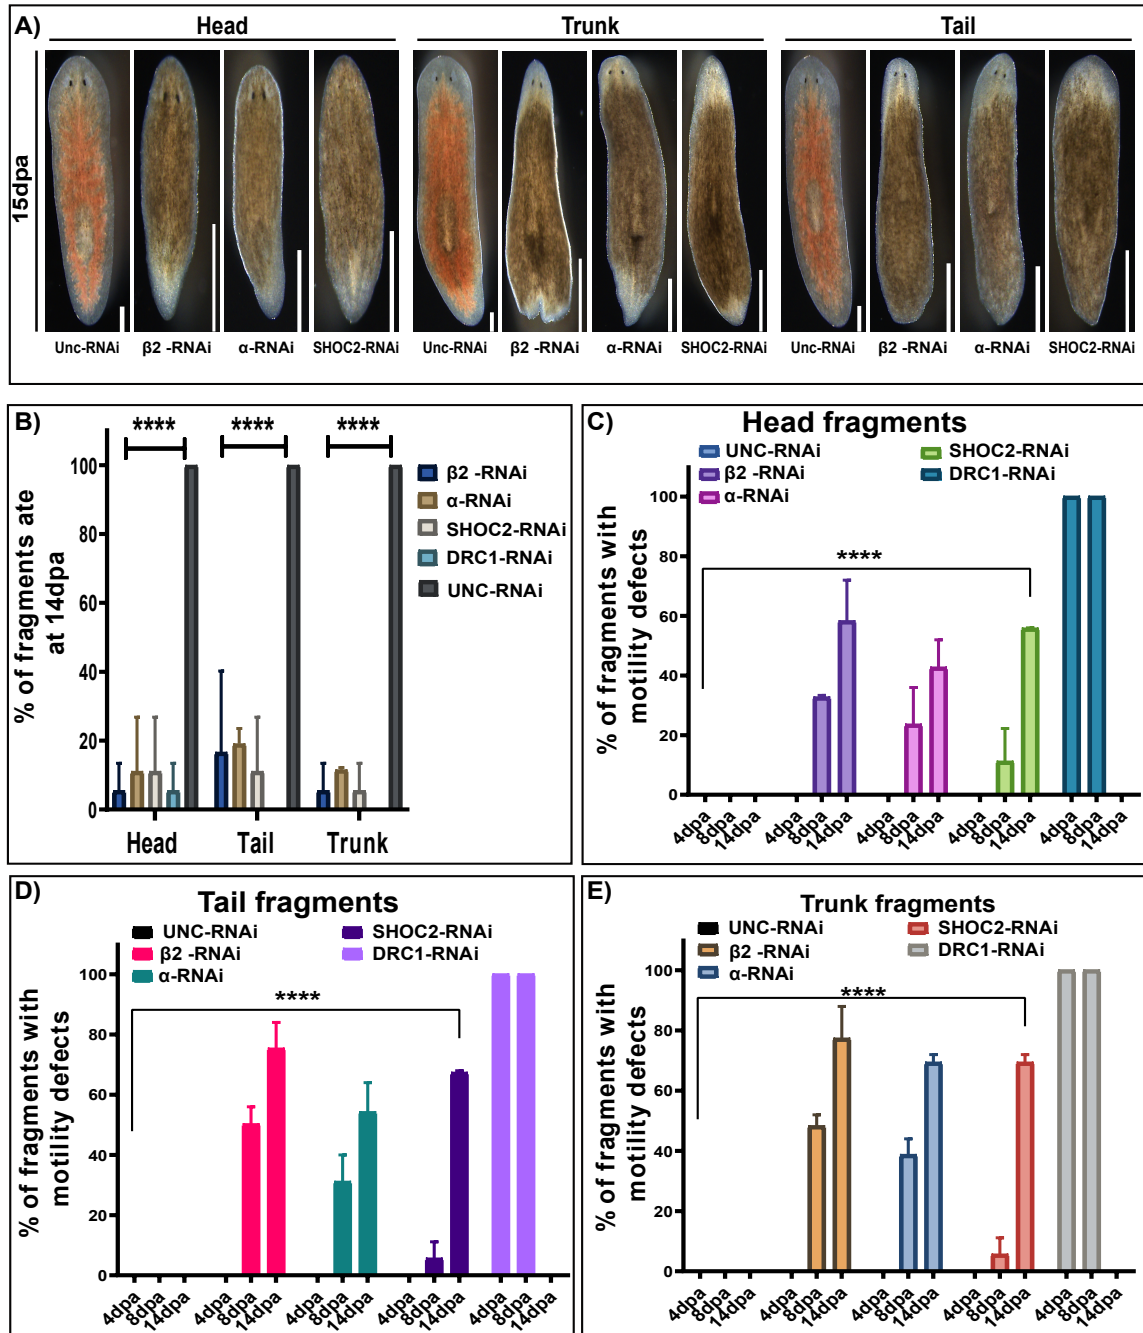 A)
Head Trunk Tail
15dpa
Unc-RNAi β2 -RNAi α-RNAi SHOC2-RNAi Unc-RNAi β2 -RNAi α-RNAi SHOC2-RNAi Unc-RNAi β2 -RNAi α-RNAi SHOC2-RNAi
B)
% of fragments ate
at 14dpa
**** **** ****
100
80
60
40
20
0
Head Tail Trunk
β2 -RNAi
α-RNAi
SHOC2-RNAi
DRC1-RNAi
UNC-RNAi
C)
Head fragments
UNC-RNAi
β2 -RNAi
α-RNAi
SHOC2-RNAi
DRC1-RNAi
% of fragments with
motility defects
****
100
80
60
40
20
0
4dpa 8dpa 14dpa 4dpa 8dpa 14dpa 4dpa 8dpa 14dpa 4dpa 8dpa 14dpa 4dpa 8dpa 14dpa
D)
Tail fragments
UNC-RNAi
β2 -RNAi
α-RNAi
SHOC2-RNAi
DRC1-RNAi
% of fragments with
motility defects
****
100
80
60
40
20
0
4dpa 8dpa 14dpa 4dpa 8dpa 14dpa 4dpa 8dpa 14dpa 4dpa 8dpa 14dpa 4dpa 8dpa 14dpa
E)
Trunk fragments
UNC-RNAi
β2 -RNAi
α-RNAi
SHOC2-RNAi
DRC1-RNAi
% of fragments with
motility defects
****
100
80
60
40
20
0
4dpa 8dpa 14dpa 4dpa 8dpa 14dpa 4dpa 8dpa 14dpa 4dpa 8dpa 14dpa 4dpa 8dpa 14dpa